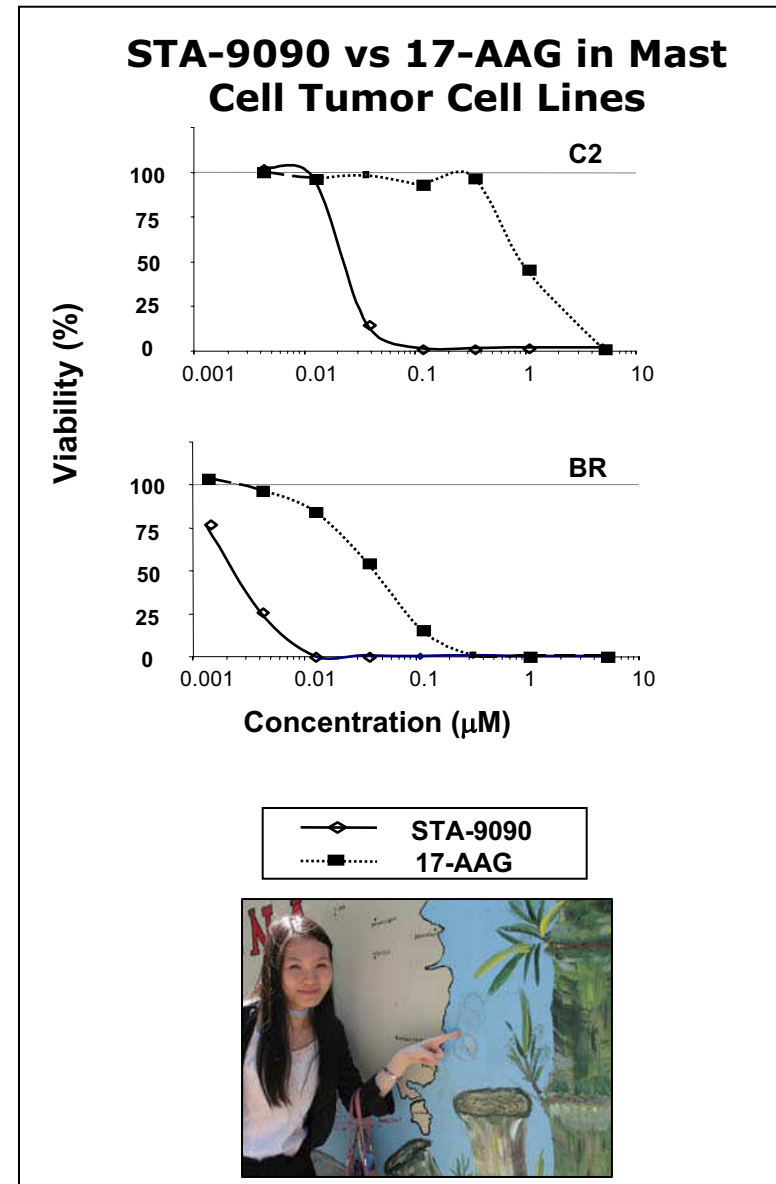 STA-9090 vs 17-AAG in Mast
Cell Tumor Cell Lines
C2
100
75
50
25
0
0.001 0.01 0.1 1 10
Viability (%)
BR
100
75
50
25
0
0.001 0.01 0.1 1 10
Concentration (μM)
STA-9090
17-AAG